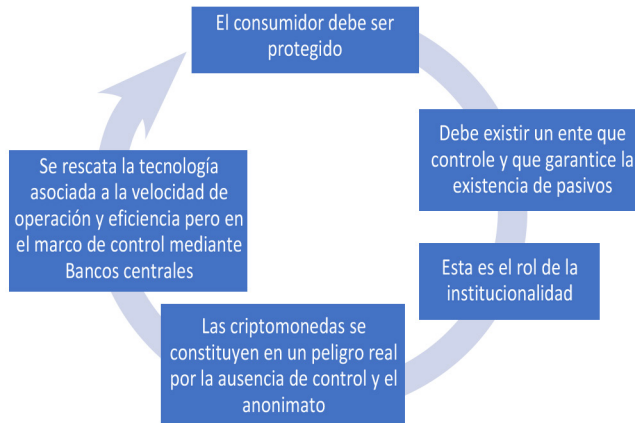 El consumidor debe ser
protegido
Debe existir un ente que
controle y que garantice la
existencia de pasivos
Esta es el rol de la
institucionalidad
Las criptomonedas se
constituyen en un peligro real
por la ausencia de control y el
anonimato
Se rescata la tecnología
asociada a la velocidad de
operación y eficiencia pero en
el marco de control mediante
Bancos centrales